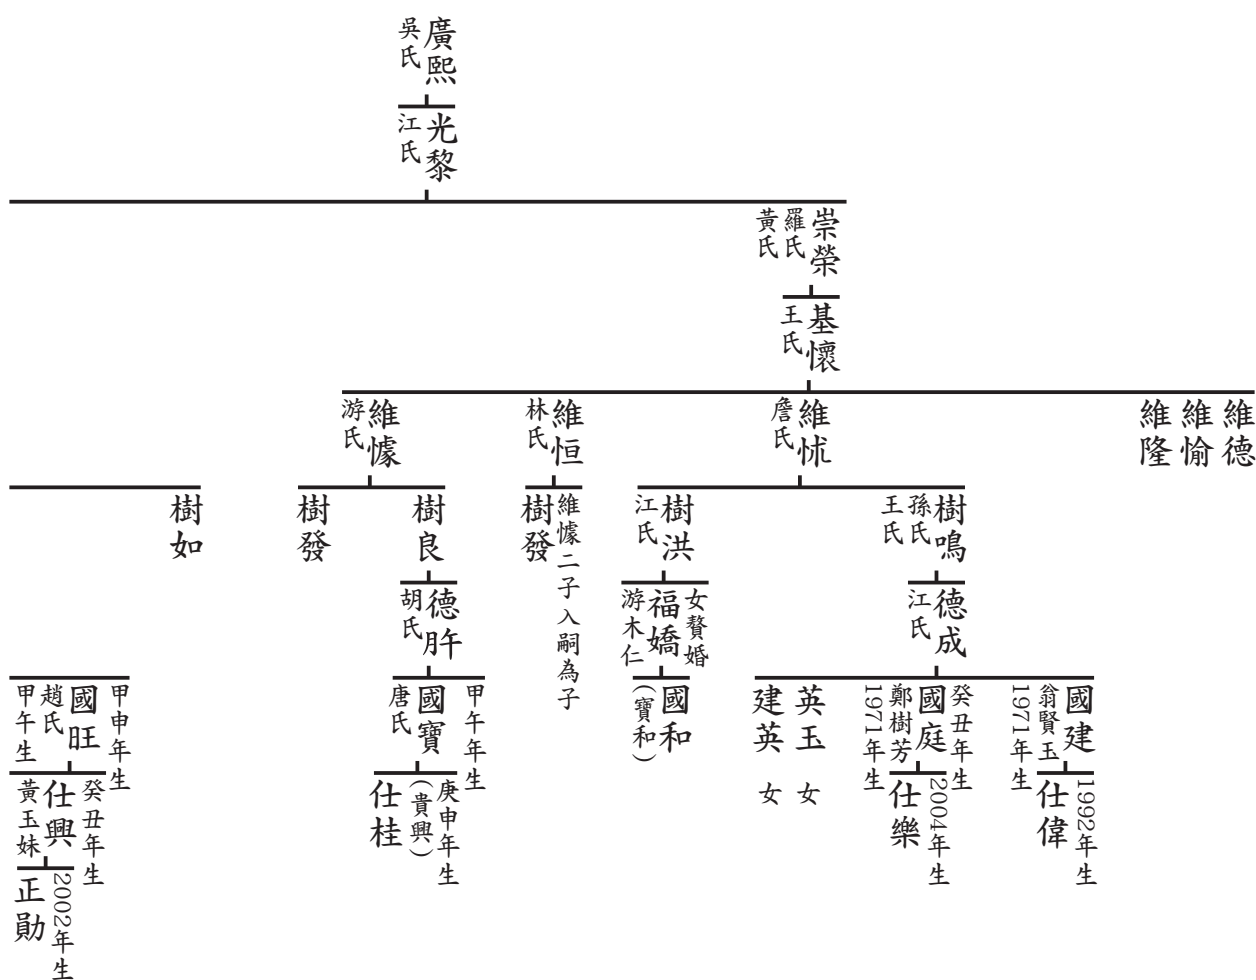 廣熙
吳氏
光黎
江氏
崇榮
羅氏
黃氏
基懷
王氏
維德
維愉
維隆
維怵
詹氏
維恒
林氏
維懅
游氏
樹鳴
孫氏
王氏
樹洪
江氏
維懅二子入嗣為子
樹發
樹良
樹發
樹如
德成
江氏
女贅婚
福嬌
游木仁
德肝
胡氏
國建
翁賢玉
1971年生
癸丑年生
國庭
鄭樹芳
1971年生
英玉 女
建英 女
國和
(寶和)
甲午年生
國寶
唐氏
甲申年生
國旺
趙氏
甲午生
1992年生
仕偉
2004年生
仕樂
庚申年生
(貴興)
仕桂
癸丑年生
仕興
黃玉妹
2002年生
正勛